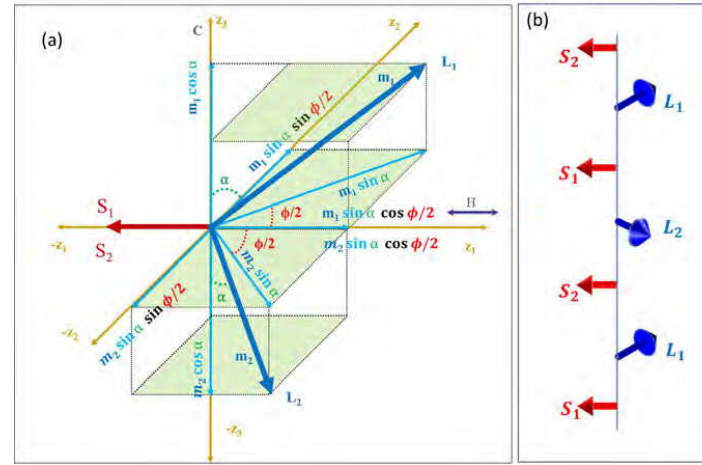 (a)
z₃
C
z₂
L₁
m₁
m₁ cos α
m₁ sin α sin ϕ/2
α
m₁ sin α
S₁
ϕ/2
m₁ sin α cos ϕ/2
H
-z₁
S₂
ϕ/2
m₂ sin α cos ϕ/2
z₁
m₂ sin α
-z₂
m₂ sin α sin ϕ/2
α
m₂ cos α
m₂
L₂
-z₃
(b)
S₂
L₁
S₁
L₂
S₂
L₁
S₁